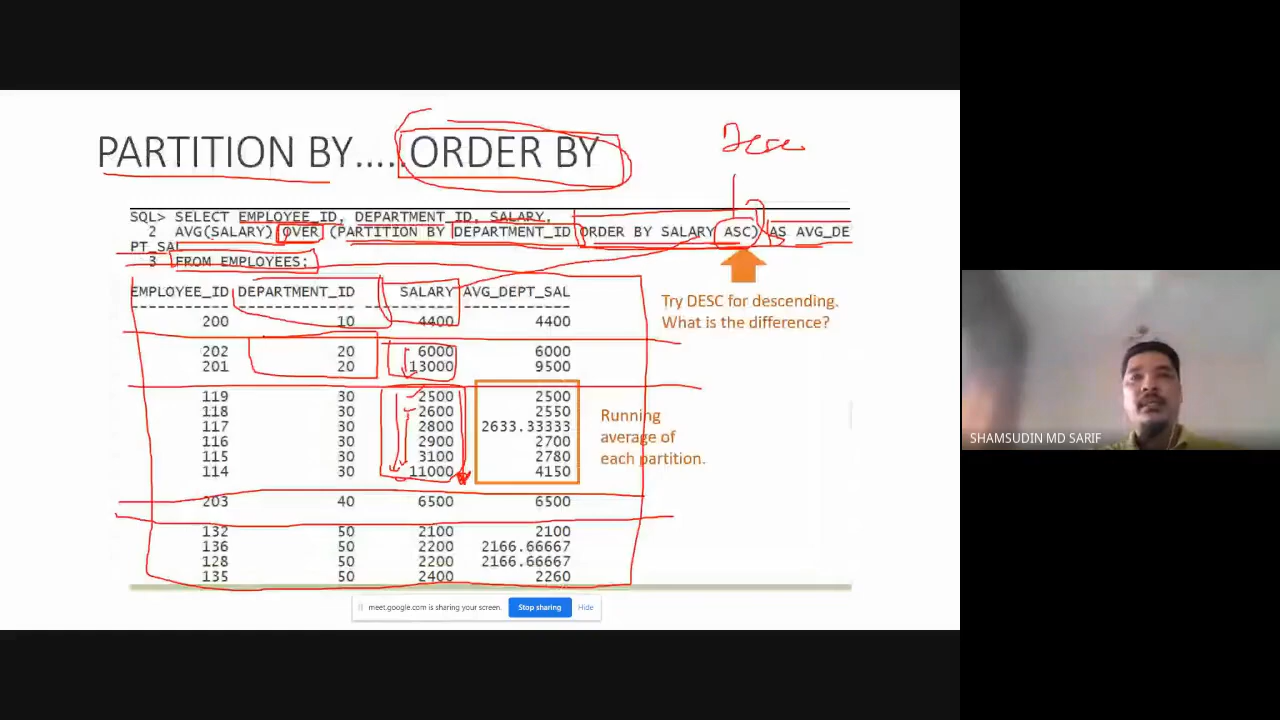 PARTITION BY.....ORDER BY
Desc
SQL> SELECT EMPLOYEE_ID, DEPARTMENT_ID, SALARY,
2 AVG(SALARY) OVER (PARTITION BY DEPARTMENT_ID ORDER BY SALARY ASC) AS AVG_DE
PT_SAL
3 FROM EMPLOYEES;
EMPLOYEE_ID DEPARTMENT_ID SALARY AVG_DEPT_SAL
200 10 4400 4400
202 20 6000 6000
201 20 13000 9500
119 30 2500 2500
118 30 2600 2550
117 30 2800 2633.33333
116 30 2900 2700
115 30 3100 2780
114 30 11000 4150
203 40 6500 6500
132 50 2100 2100
136 50 2200 2166.66667
128 50 2200 2166.66667
135 50 2400 2260
Try DESC for descending.
What is the difference?
Running
average of
each partition.
meet.google.com is sharing your screen. Stop sharing Hide
SHAMSUDIN MD SARIF